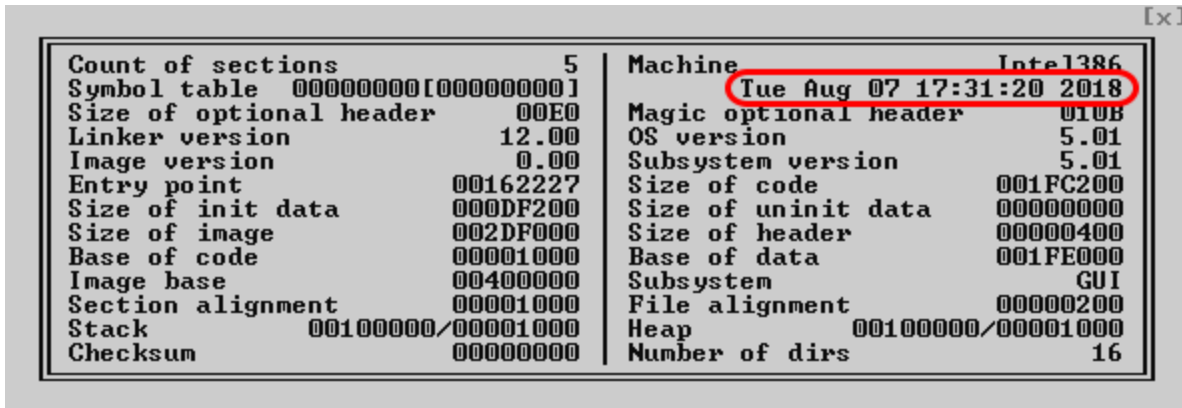 [x]
Count of sections 5 Machine Intel386
Symbol table 00000000[00000000] Tue Aug 07 17:31:20 2018
Size of optional header 00E0 Magic optional header 010B
Linker version 12.00 OS version 5.01
Image version 0.00 Subsystem version 5.01
Entry point 00162227 Size of code 001FC200
Size of init data 000DF200 Size of uninit data 00000000
Size of image 002DF000 Size of header 00000400
Base of code 00001000 Base of data 001FE000
Image base 00400000 Subsystem GUI
Section alignment 00001000 File alignment 00000200
Stack 00100000/00001000 Heap 00100000/00001000
Checksum 00000000 Number of dirs 16